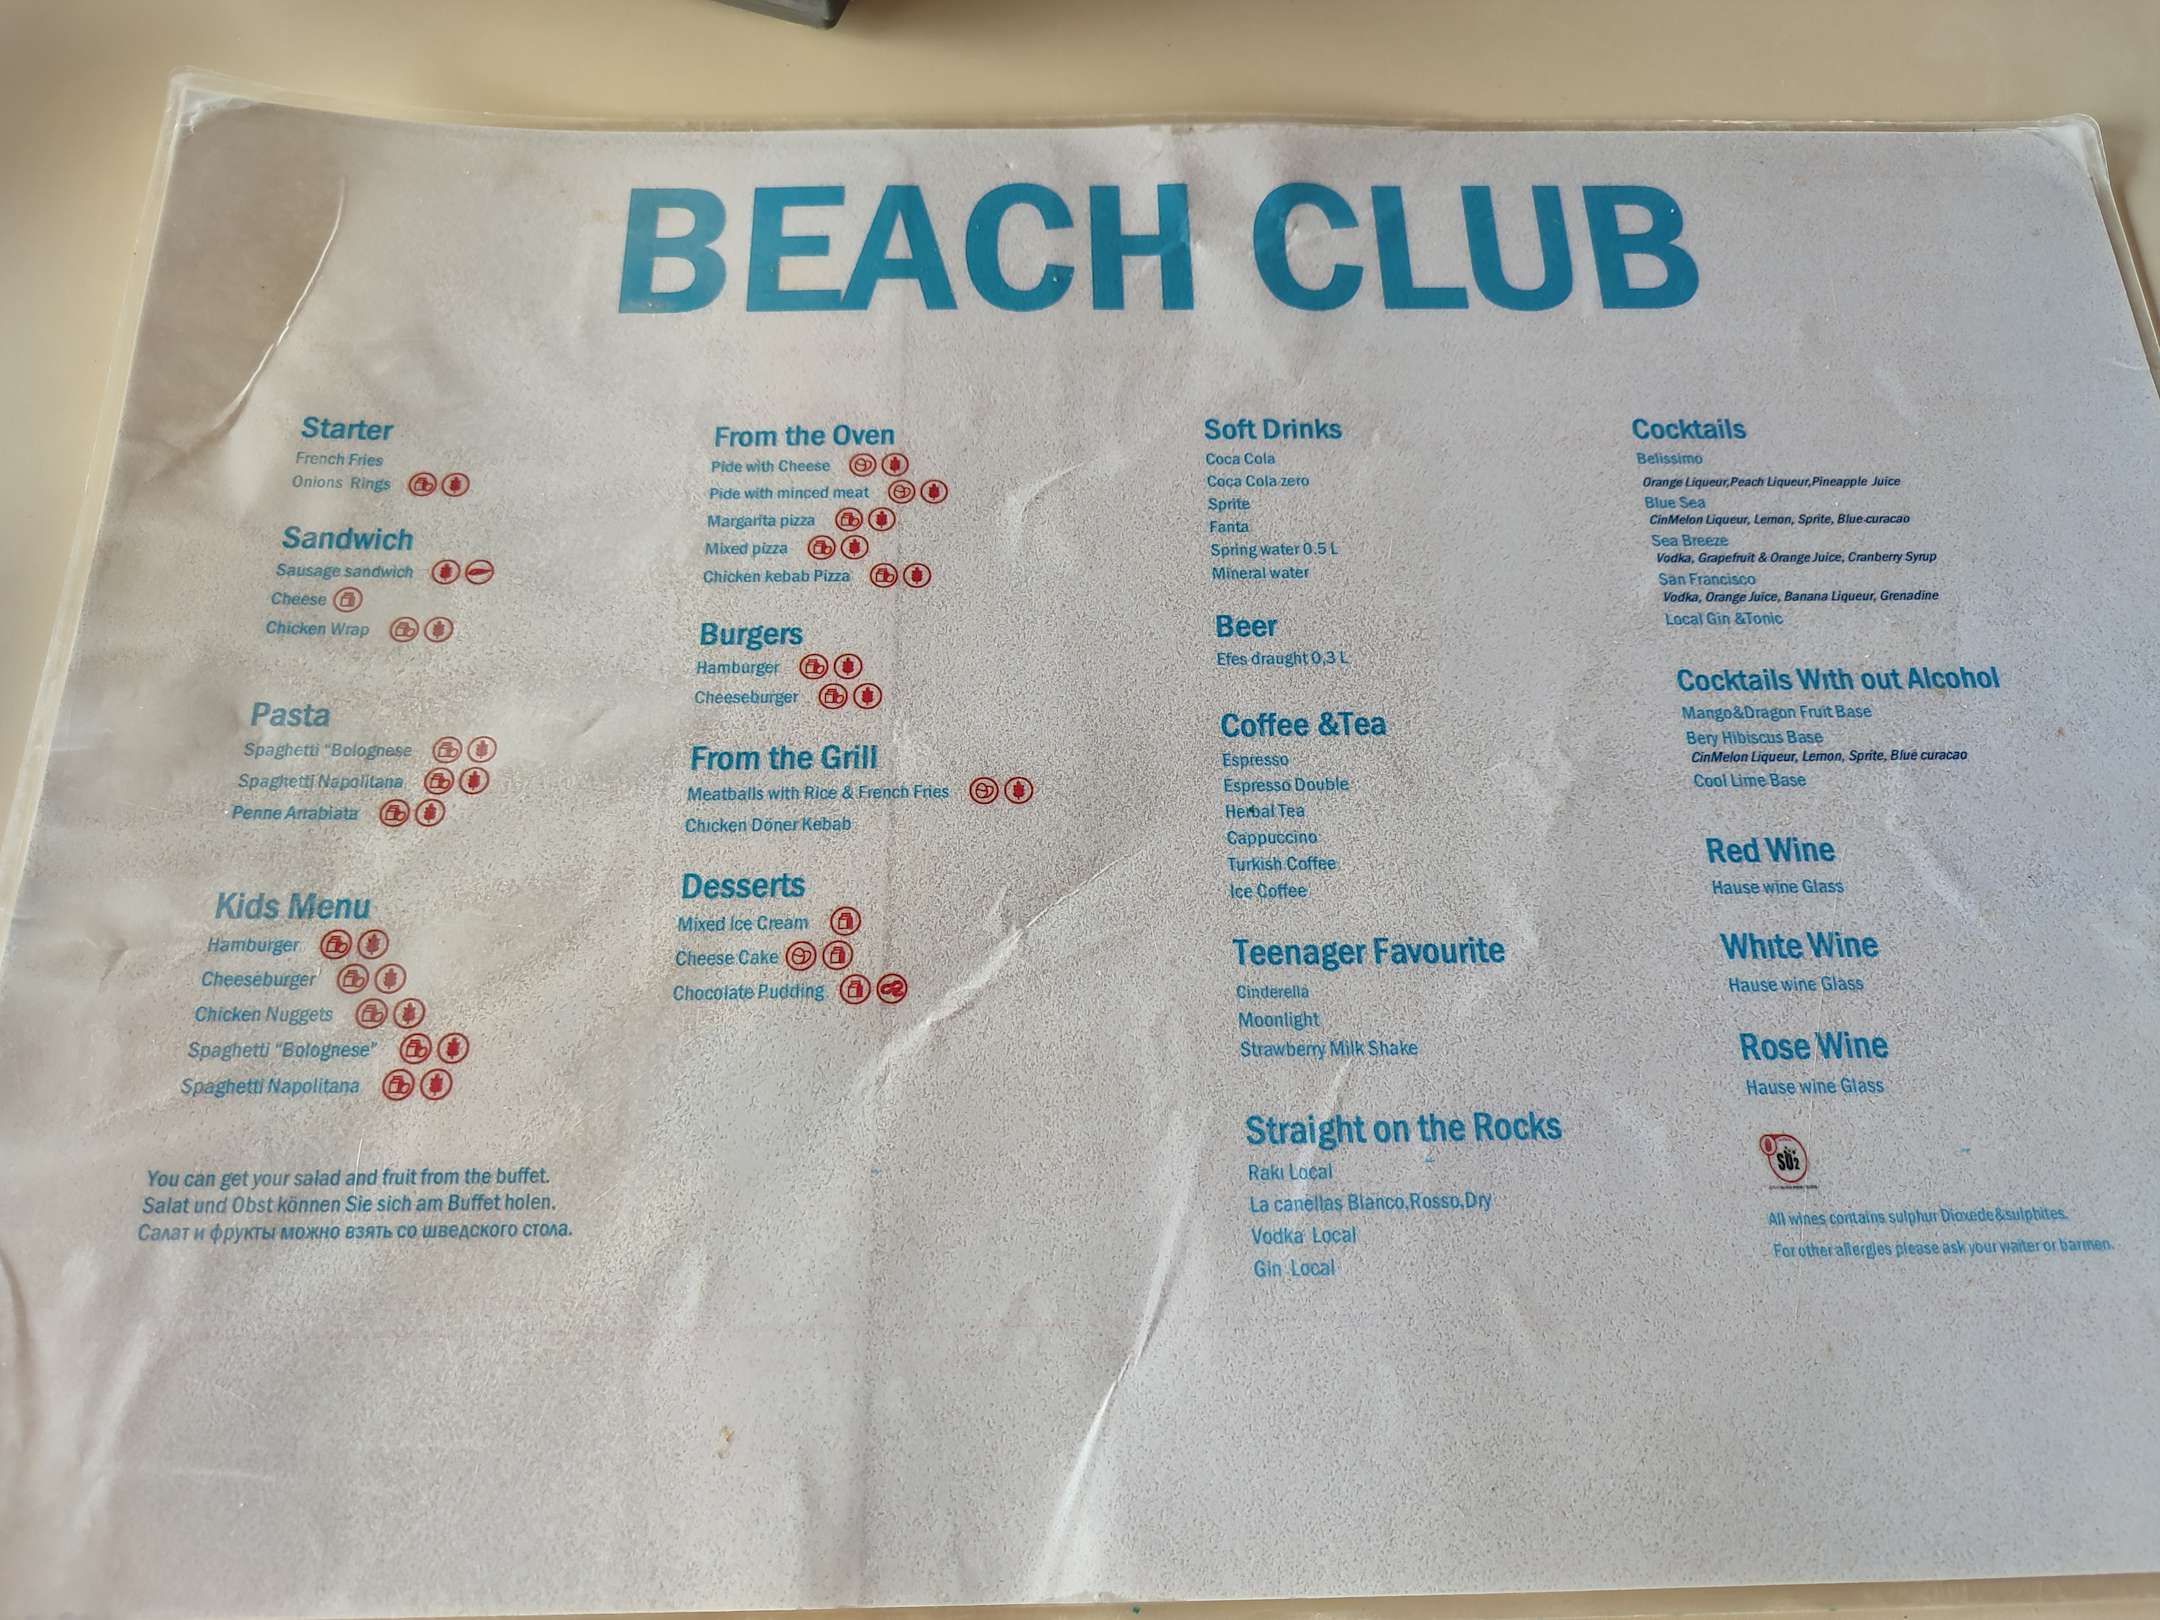 BEACH CLUB
Starter
French Fries
Onions Rings
Sandwich
Sausage sandwich
Cheese
Chicken Wrap
Pasta
Spaghetti "Bolognese
Spaghetti Napolitana
Penne Arrabiata
Kids Menu
Hamburger
Cheeseburger
Chicken Nuggets
Spaghetti "Bolognese"
Spaghetti Napolitana
You can get your salad and fruit from the buffet.
Salat und Obst können Sie sich am Buffet holen.
Салат и фрукты можно взять со шведского стола.
From the Oven
Pide with Cheese
Pide with minced meat
Margarita pizza
Mixed pizza
Chicken kebab Pizza
Burgers
Hamburger
Cheeseburger
From the Grill
Meatballs with Rice & French Fries
Chicken Döner Kebab
Desserts
Mixed Ice Cream
Cheese Cake
Chocolate Pudding
Soft Drinks
Coca Cola
Coca Cola zero
Sprite
Fanta
Spring water 0.5 L
Mineral water
Beer
Efes draught 0,3 L
Coffee &Tea
Espresso
Espresso Double
Herbal Tea
Cappuccino
Turkish Coffee
Ice Coffee
Teenager Favourite
Cinderella
Moonlight
Strawberry Milk Shake
Straight on the Rocks
Rakı Local
La canellas Blanco,Rosso,Dry
Vodka Local
Gin Local
Cocktails
Belissimo
Orange Liqueur,Peach Liqueur,Pineapple Juice
Blue Sea
CinMelon Liqueur, Lemon, Sprite, Blue curacao
Sea Breeze
Vodka, Grapefruit & Orange Juice, Cranberry Syrup
San Francisco
Vodka, Orange Juice, Banana Liqueur, Grenadine
Local Gin &Tonic
Cocktails With out Alcohol
Mango&Dragon Fruit Base
Bery Hibiscus Base
CinMelon Liqueur, Lemon, Sprite, Blue curacao
Cool Lime Base
Red Wine
Hause wine Glass
White Wine
Hause wine Glass
Rose Wine
Hause wine Glass
SO2
All wines contains sulphur Dioxede&sulphites.
For other allergies please ask your waiter or barmen.